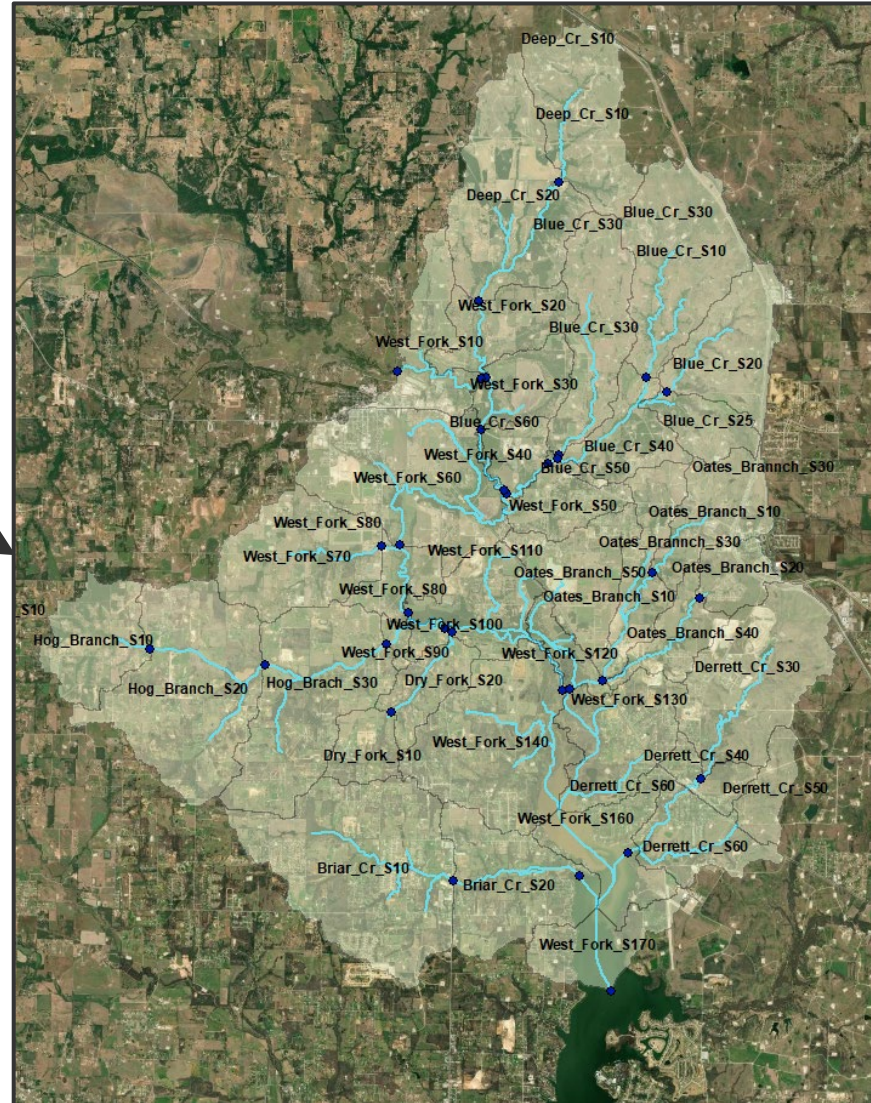 Deep_Cr_S10
Deep_Cr_S10
Deep_Cr_S20
Blue_Cr_S30
Blue_Cr_S30
Blue_Cr_S10
West_Fork_S20
Blue_Cr_S30
West_Fork_S10
Blue_Cr_S20
West_Fork_S30
Blue_Cr_S25
Blue_Cr_S60
Blue_Cr_S40
West_Fork_S40
Blue_Cr_S50
Oates_Brannch_S30
West_Fork_S60
West_Fork_S50
Oates_Branch_S10
West_Fork_S80
Oates_Brannch_S30
West_Fork_S70
West_Fork_S110
Oates_Branch_S20
Oates_Branch_S50
West_Fork_S80
Oates_Branch_S10
_S10
West_Fork_S100
Oates_Branch_S40
Hog_Branch_S10
West_Fork_S90
West_Fork_S120
Derrett_Cr_S30
Hog_Branch_S20
Hog_Brach_S30
Dry_Fork_S20
West_Fork_S130
West_Fork_S140
Dry_Fork_S10
Derrett_Cr_S40
Derrett_Cr_S60
Derrett_Cr_S50
West_Fork_S160
Derrett_Cr_S60
Briar_Cr_S10
Briar_Cr_S20
West_Fork_S170